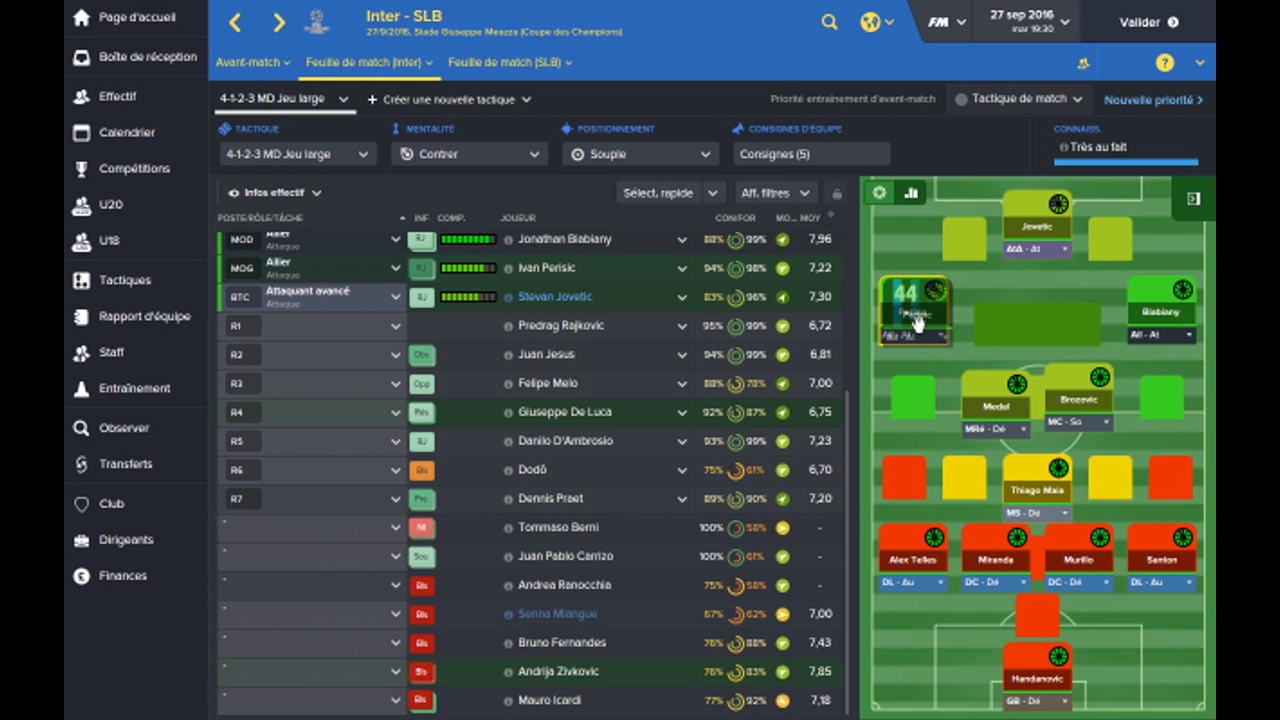 Page d'accueil
Boîte de réception
Effectif
Calendrier
Compétitions
U20
U18
Tactiques
Rapport d'équipe
Staff
Entraînement
Observer
Transferts
Club
Dirigeants
Finances
Inter - SLB
27/9/2016, Stade Giuseppe Meazza (Coupe des Champions)
FM
27 sep 2016
mar 19:30
Valider
Avant-match
Feuille de match (Inter)
Feuille de match (SLB)
?
4-1-2-3 MD Jeu large
+ Créer une nouvelle tactique
Priorité entraînement d'avant-match
Tactique de match
Nouvelle priorité >
TACTIQUE
MENTALITÉ
POSITIONNEMENT
CONSIGNES D'ÉQUIPE
CONNAISS.
4-1-2-3 MD Jeu large
Contrer
Souple
Consignes (5)
Très au fait
Infos effectif
Sélect. rapide
Aff. filtres
POSTE/RÔLE/TÂCHE INF COMP. JOUEUR CON/FOR MO... MOY
MOD Ailier Attaque RJ Jonathan Biabiany 88% 99% 7,96
MOG Ailier Attaque RJ Ivan Perisic 94% 98% 7,22
BTC Attaquant avancé Attaque RJ Stevan Jovetic 83% 96% 7,30
R1 Predrag Rajkovic 95% 99% 6,72
R2 Obs Juan Jesus 94% 99% 6,81
R3 Opp Felipe Melo 88% 78% 7,00
R4 Rés Giuseppe De Luca 92% 87% 6,75
R5 RJ Danilo D'Ambrosio 93% 99% 7,23
R6 Bls Dodô 75% 61% 6,70
R7 Pre Dennis Praet 89% 90% 7,20
- NI Tommaso Berni 100% 58% -
- Sou Juan Pablo Carrizo 100% 61% -
- Bls Andrea Ranocchia 75% 58% -
- Bls Senna Miangue 67% 62% 7,00
- Bls Bruno Fernandes 76% 88% 7,43
- Bls Andrija Zivkovic 76% 83% 7,85
- Bls Mauro Icardi 77% 92% 7,18
Jovetic
AtA - At
44
Biabiany
Ail - At
Medel
MRé - Dé
Brozovic
MC - So
Thiago Maia
MS - Dé
Alex Telles
DL - Au
Miranda
DC - Dé
Murillo
DC - Dé
Santon
DL - Au
Handanovic
GB - Dé